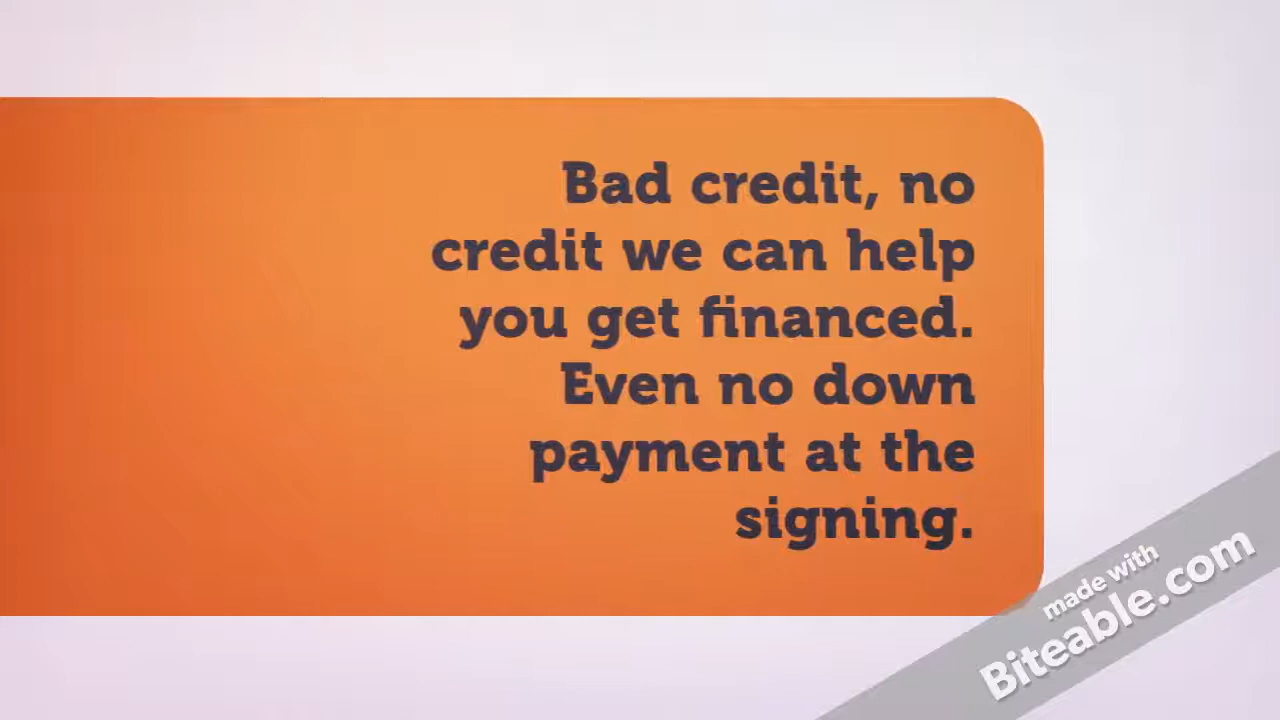 Bad credit, no
credit we can help
you get financed.
Even no down
payment at the
signing.
made with
Biteable.com